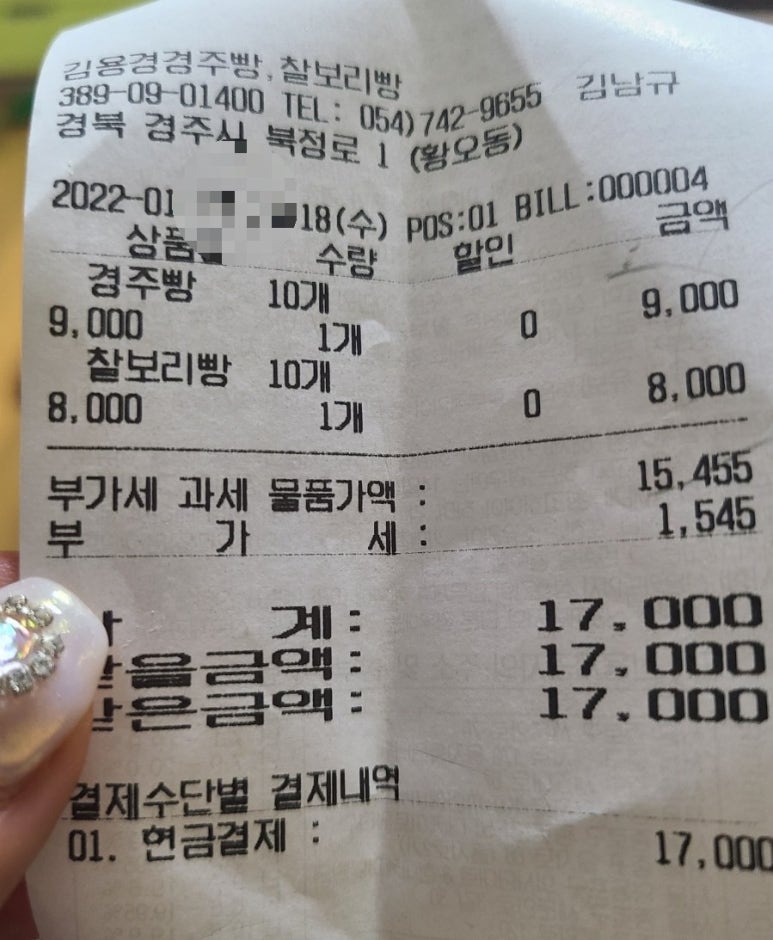 김용경경주빵,찰보리빵
389-09-01400 TEL: 054)742-9655 김남규
경북 경주시 북정로 1 (황오동)
2022-01 18(수) POS:01 BILL:000004
수량 할인 금액
경주빵 10개
9,000 1개 0 9,000
찰보리빵 10개
8,000 1개 0 8,000
부가세 과세 물품가액 : 15,455
부 가 세 : 1,545
계: 17,000
을금액: 17,000
은금액: 17,000
결제수단별 결제내역
01. 현금결제 : 17,000